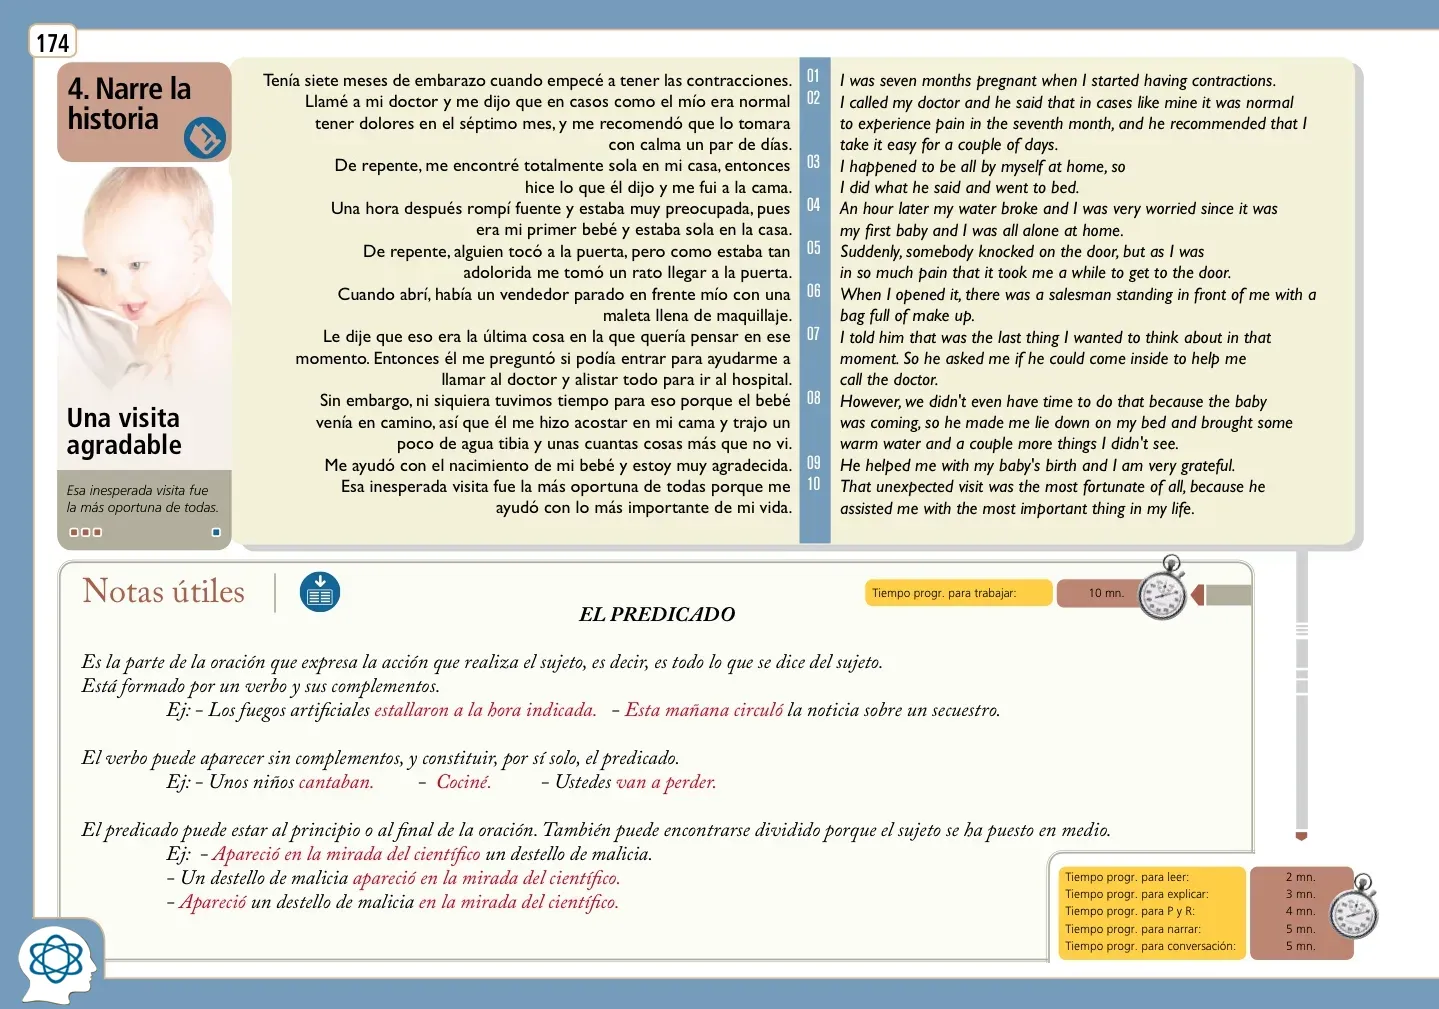 174
4. Narre la
historia
Una visita
agradable
Esa inesperada visita fue
la más oportuna de todas.
Tenía siete meses de embarazo cuando empecé a tener las contracciones.
Llamé a mi doctor y me dijo que en casos como el mío era normal
tener dolores en el séptimo mes, y me recomendó que lo tomara
con calma un par de días.
De repente, me encontré totalmente sola en mi casa, entonces
hice lo que él dijo y me fui a la cama.
Una hora después rompí fuente y estaba muy preocupada, pues
era mi primer bebé y estaba sola en la casa.
De repente, alguien tocó a la puerta, pero como estaba tan
adolorida me tomó un rato llegar a la puerta.
Cuando abrí, había un vendedor parado en frente mío con una
maleta llena de maquillaje.
Le dije que eso era la última cosa en la que quería pensar en ese
momento. Entonces él me preguntó si podía entrar para ayudarme a
llamar al doctor y alistar todo para ir al hospital.
Sin embargo, ni siquiera tuvimos tiempo para eso porque el bebé
venía en camino, así que él me hizo acostar en mi cama y trajo un
poco de agua tibia y unas cuantas cosas más que no vi.
Me ayudó con el nacimiento de mi bebé y estoy muy agradecida.
Esa inesperada visita fue la más oportuna de todas porque me
ayudó con lo más importante de mi vida.
01
02
03
04
05
06
07
08
09
10
I was seven months pregnant when I started having contractions.
I called my doctor and he said that in cases like mine it was normal
to experience pain in the seventh month, and he recommended that I
take it easy for a couple of days.
I happened to be all by myself at home, so
I did what he said and went to bed.
An hour later my water broke and I was very worried since it was
my first baby and I was all alone at home.
Suddenly, somebody knocked on the door, but as I was
in so much pain that it took me a while to get to the door.
When I opened it, there was a salesman standing in front of me with a
bag full of make up.
I told him that was the last thing I wanted to think about in that
moment. So he asked me if he could come inside to help me
call the doctor.
However, we didn't even have time to do that because the baby
was coming, so he made me lie down on my bed and brought some
warm water and a couple more things I didn't see.
He helped me with my baby's birth and I am very grateful.
That unexpected visit was the most fortunate of all, because he
assisted me with the most important thing in my life.
Notas útiles
Tiempo progr. para trabajar: 10 mn.
EL PREDICADO
Es la parte de la oración que expresa la acción que realiza el sujeto, es decir, es todo lo que se dice del sujeto.
Está formado por un verbo y sus complementos.
Ej: - Los fuegos artificiales estallaron a la hora indicada. - Esta mañana circuló la noticia sobre un secuestro.
El verbo puede aparecer sin complementos, y constituir, por sí solo, el predicado.
Ej: - Unos niños cantaban. - Cociné. - Ustedes van a perder.
El predicado puede estar al principio o al final de la oración. También puede encontrarse dividido porque el sujeto se ha puesto en medio.
Ej: - Apareció en la mirada del científico un destello de malicia.
- Un destello de malicia apareció en la mirada del científico.
- Apareció un destello de malicia en la mirada del científico.
Tiempo progr. para leer: 2 mn.
Tiempo progr. para explicar: 3 mn.
Tiempo progr. para P y R: 4 mn.
Tiempo progr. para narrar: 5 mn.
Tiempo progr. para conversación: 5 mn.